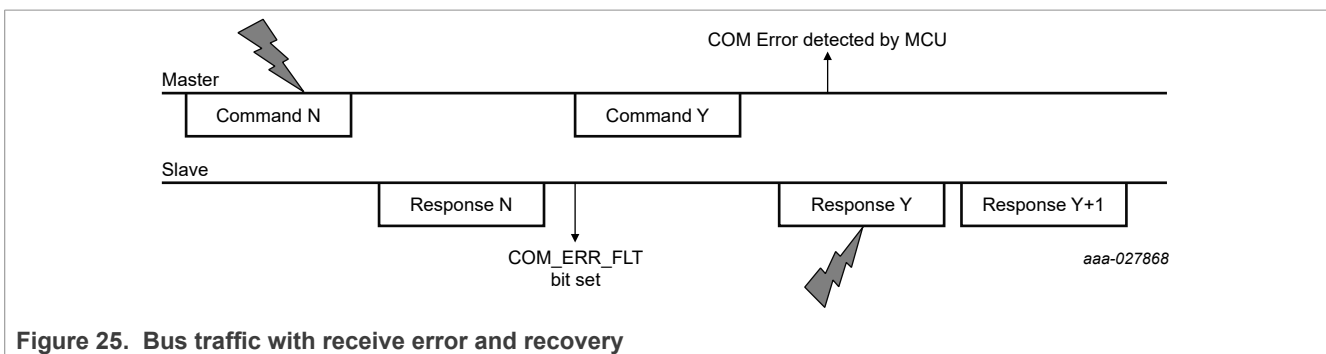 COM Error detected by MCU
Master
Command N
Command Y
Slave
Response N
Response Y
Response Y+1
COM_ERR_FLT
bit set
aaa-027868
Figure 25. Bus traffic with receive error and recovery